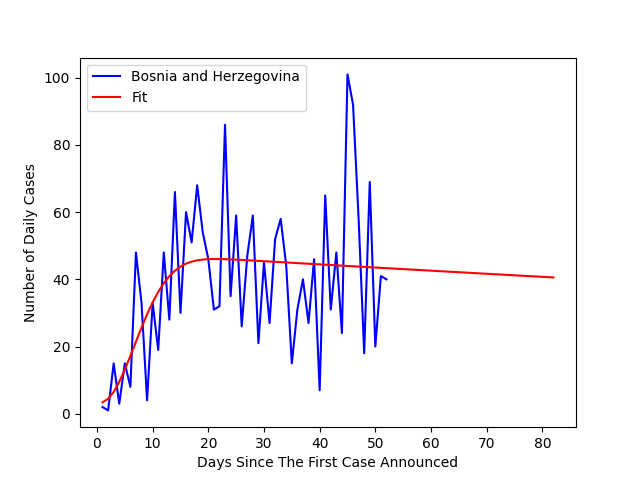 Bosnia and Herzegovina
Fit
100
80
60
40
20
0
Number of Daily Cases
0 10 20 30 40 50 60 70 80
Days Since The First Case Announced